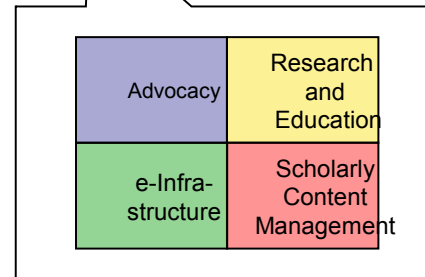 Advocacy
Research
and
Education
e-Infra-
structure
Scholarly
Content
Management